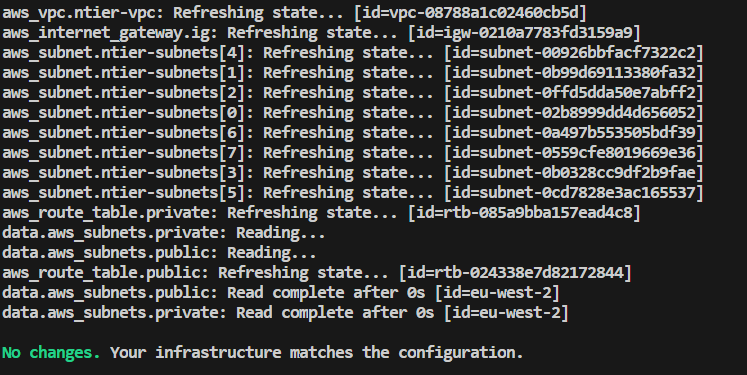 aws_vpc.ntier-vpc: Refreshing state... [id=vpc-08788a1c02460cb5d]
aws_internet_gateway.ig: Refreshing state... [id=igw-0210a7783fd3159a9]
aws_subnet.ntier-subnets[4]: Refreshing state... [id=subnet-00926bbfacf7322c2]
aws_subnet.ntier-subnets[1]: Refreshing state... [id=subnet-0b99d69113380fa32]
aws_subnet.ntier-subnets[2]: Refreshing state... [id=subnet-0ffd5dda50e7abff2]
aws_subnet.ntier-subnets[0]: Refreshing state... [id=subnet-02b8999dd4d656052]
aws_subnet.ntier-subnets[6]: Refreshing state... [id=subnet-0a497b553505bdf39]
aws_subnet.ntier-subnets[7]: Refreshing state... [id=subnet-0559cfe8019669e36]
aws_subnet.ntier-subnets[3]: Refreshing state... [id=subnet-0b0328cc9df2b9fae]
aws_subnet.ntier-subnets[5]: Refreshing state... [id=subnet-0cd7828e3ac165537]
aws_route_table.private: Refreshing state... [id=rtb-085a9bba157ead4c8]
data.aws_subnets.private: Reading...
data.aws_subnets.public: Reading...
aws_route_table.public: Refreshing state... [id=rtb-024338e7d82172844]
data.aws_subnets.public: Read complete after 0s [id=eu-west-2]
data.aws_subnets.private: Read complete after 0s [id=eu-west-2]
No changes. Your infrastructure matches the configuration.